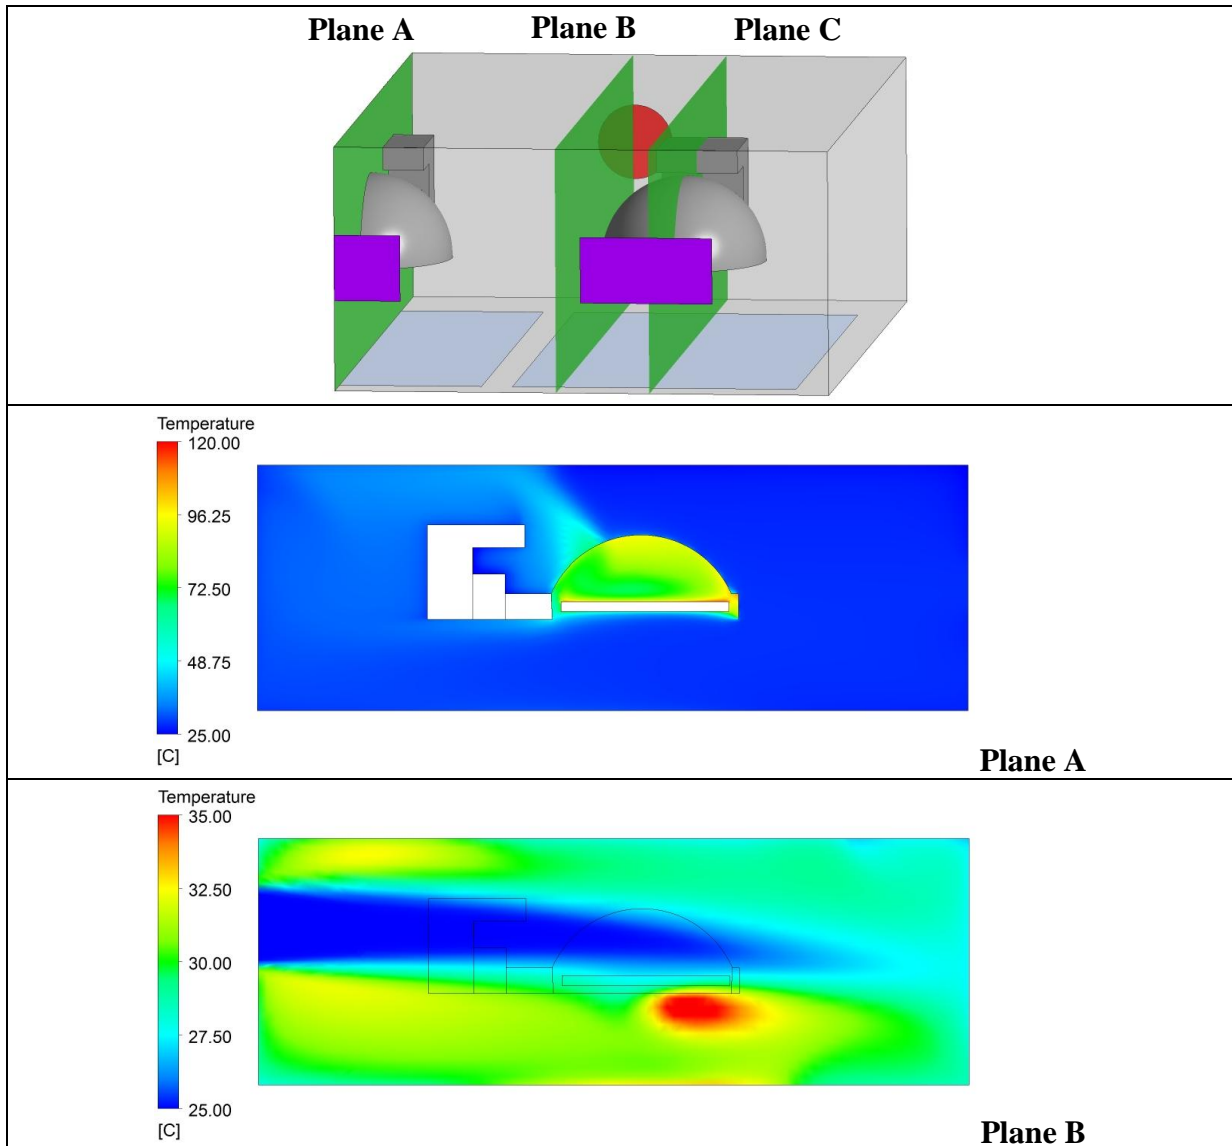 Plane A Plane B Plane C
Temperature
120.00
96.25
72.50
48.75
25.00
[C]
Plane A
Temperature
35.00
32.50
30.00
27.50
25.00
[C]
Plane B